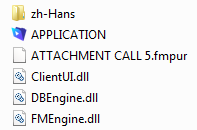 zh-Hans
APPLICATION
ATTACHMENT CALL 5.fmpur
ClientUI.dll
DBEngine.dll
FMEngine.dll